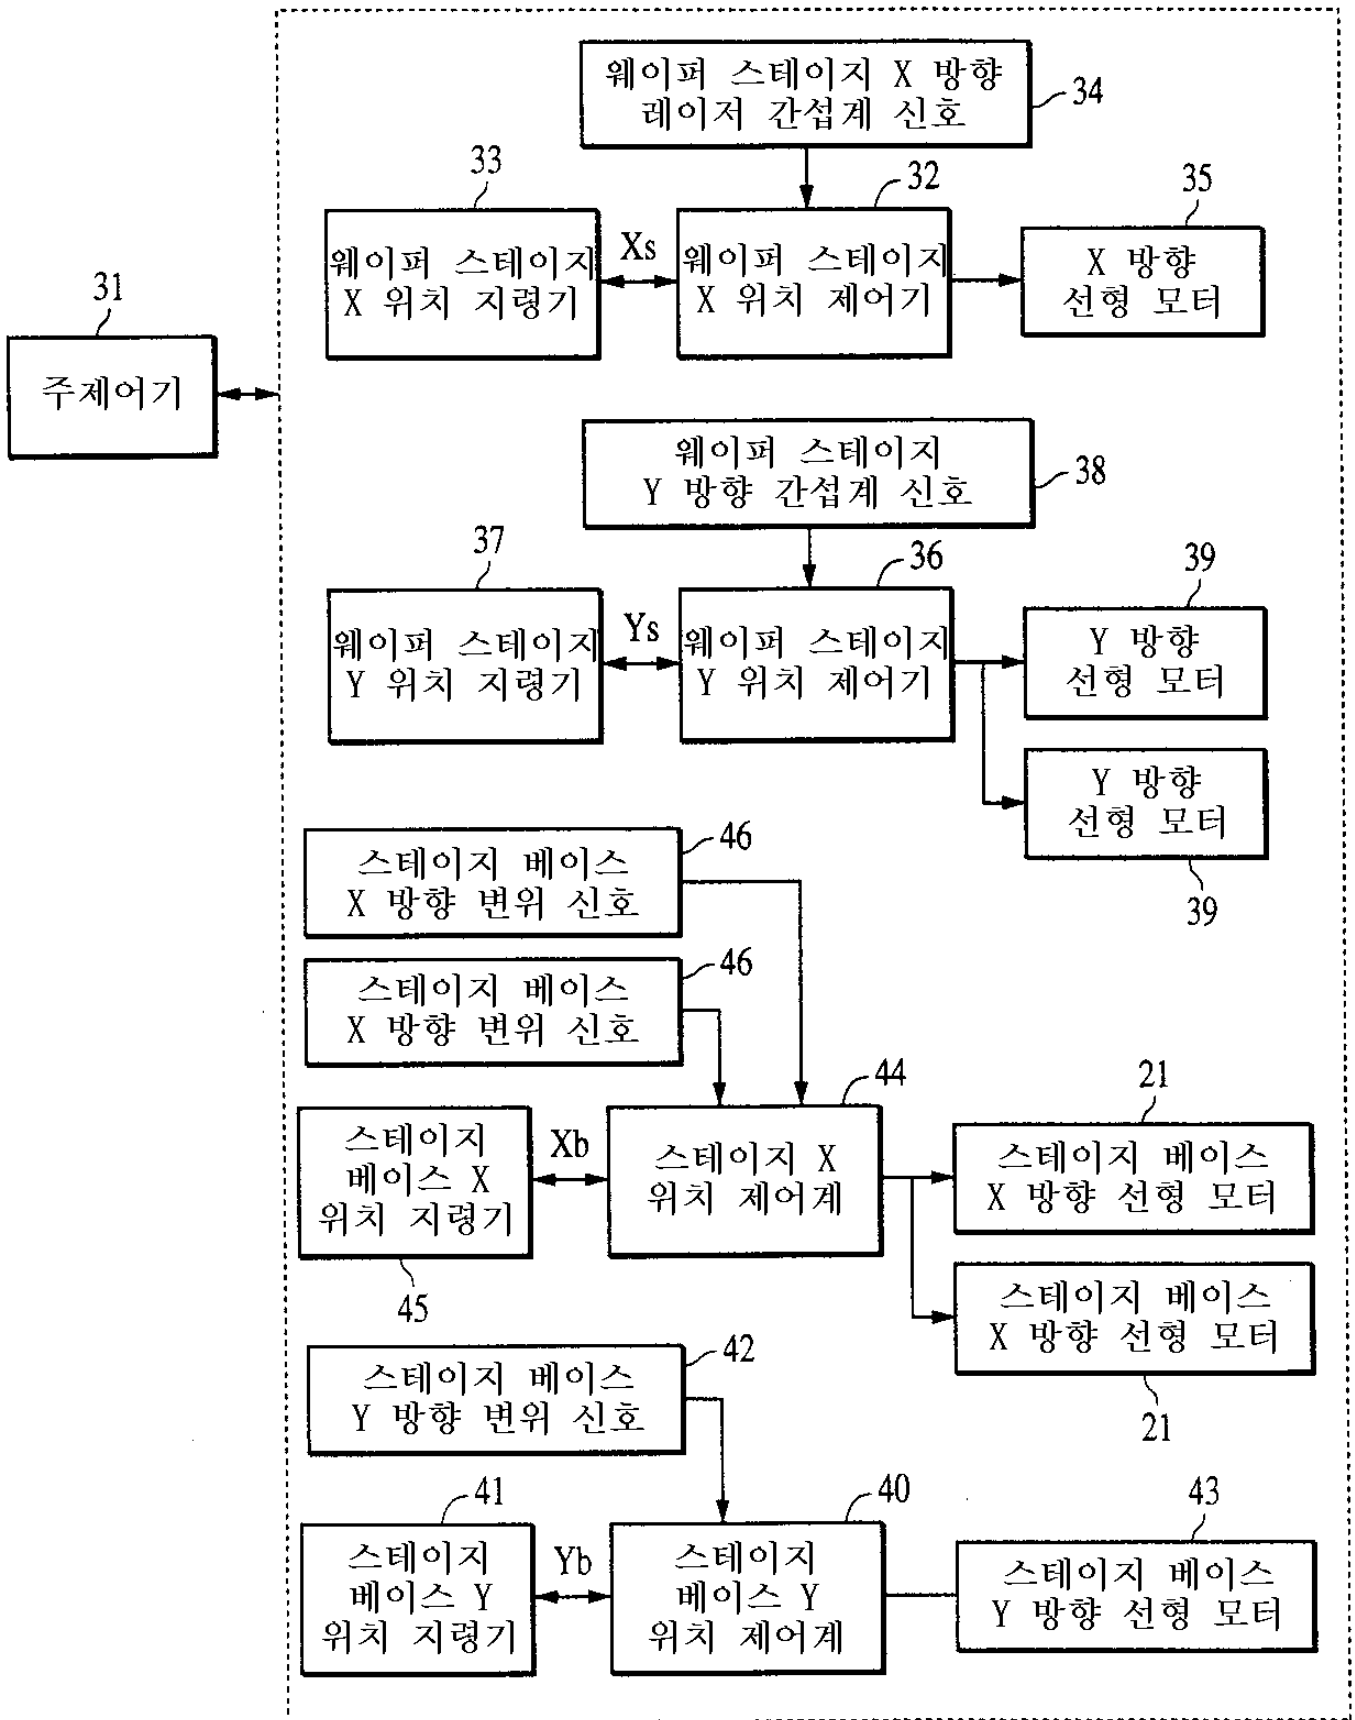 웨이퍼 스테이지 X 방향
레이저 간섭계 신호
34
33
32
35
웨이퍼 스테이지
X 위치 지령기
Xs
웨이퍼 스테이지
X 위치 제어기
X 방향
선형 모터
31
주제어기
웨이퍼 스테이지
Y 방향 간섭계 신호
38
37
36
39
웨이퍼 스테이지
Y 위치 지령기
Ys
웨이퍼 스테이지
Y 위치 제어기
Y 방향
선형 모터
Y 방향
선형 모터
39
46
스테이지 베이스
X 방향 변위 신호
46
스테이지 베이스
X 방향 변위 신호
44
21
스테이지
베이스 X
위치 지령기
Xb
스테이지 X
위치 제어계
스테이지 베이스
X 방향 선형 모터
45
스테이지 베이스
X 방향 선형 모터
21
42
스테이지 베이스
Y 방향 변위 신호
41
40
43
스테이지
베이스 Y
위치 지령기
Yb
스테이지
베이스 Y
위치 제어계
스테이지 베이스
Y 방향 선형 모터